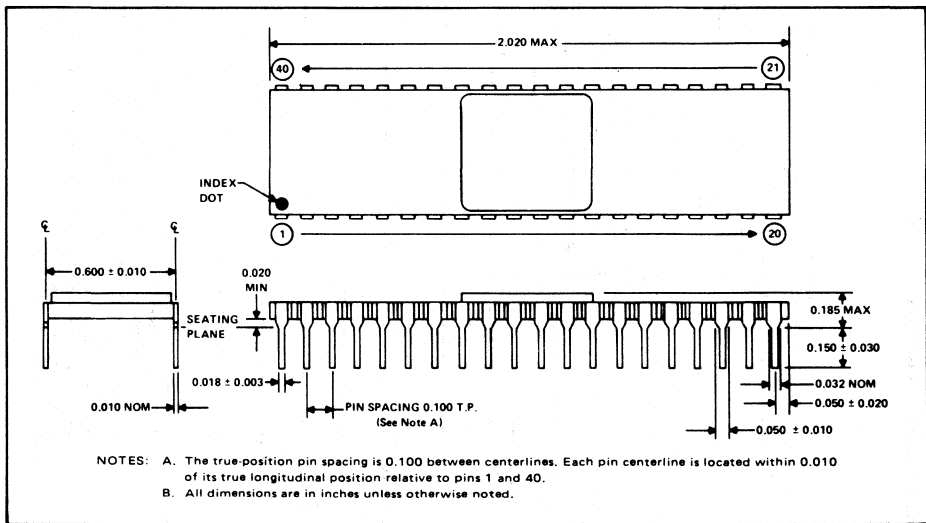 2.020 MAX
40
21
INDEX
DOT
1
20
℄
℄
0.600 ± 0.010
0.020
MIN
SEATING
PLANE
0.185 MAX
0.150 ± 0.030
0.018 ± 0.003
0.032 NOM
0.010 NOM
PIN SPACING 0.100 T.P.
(See Note A)
0.050 ± 0.020
0.050 ± 0.010
NOTES: A. The true-position pin spacing is 0.100 between centerlines. Each pin centerline is located within 0.010
of its true longitudinal position relative to pins 1 and 40.
B. All dimensions are in inches unless otherwise noted.